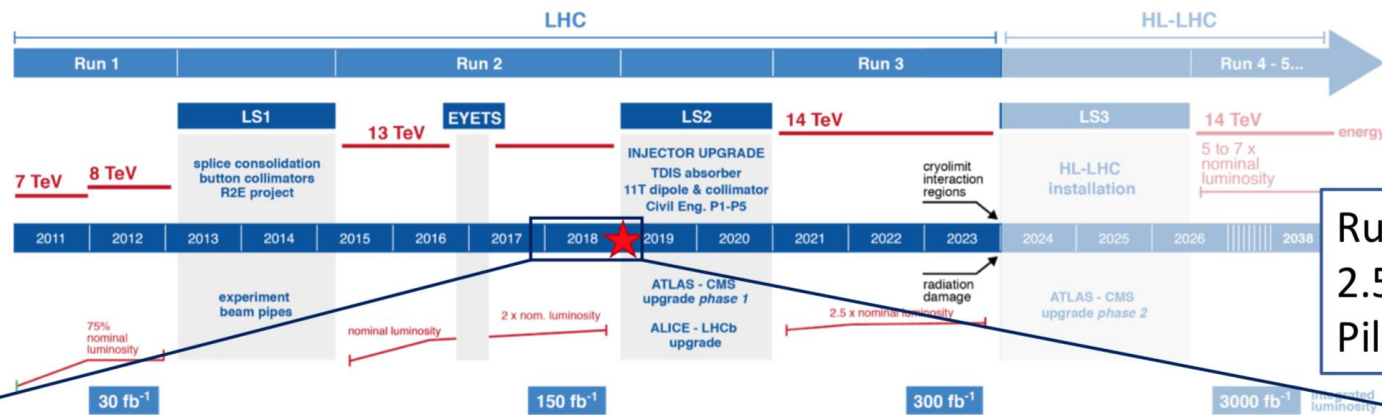 LHC
HL-LHC
Run 1
Run 2
Run 3
Run 4 - 5...
LS1
EYETS
LS2
LS3
7 TeV
8 TeV
13 TeV
14 TeV
14 TeV
energy
splice consolidation
button collimators
R2E project
INJECTOR UPGRADE
TDIS absorber
11T dipole & collimator
Civil Eng. P1-P5
cryolimit
interaction
regions
HL-LHC
installation
5 to 7 x
nominal
luminosity
2011
2012
2013
2014
2015
2016
2017
2018
2019
2020
2021
2022
2023
2024
2025
2026
2038
experiment
beam pipes
ATLAS - CMS
upgrade phase 1
ALICE - LHCb
upgrade
radiation
damage
ATLAS - CMS
upgrade phase 2
75%
nominal
luminosity
nominal luminosity
2 x nom. luminosity
2.5 x nominal luminosity
30 fb⁻¹
150 fb⁻¹
300 fb⁻¹
3000 fb⁻¹
integrated
luminosity
2.5